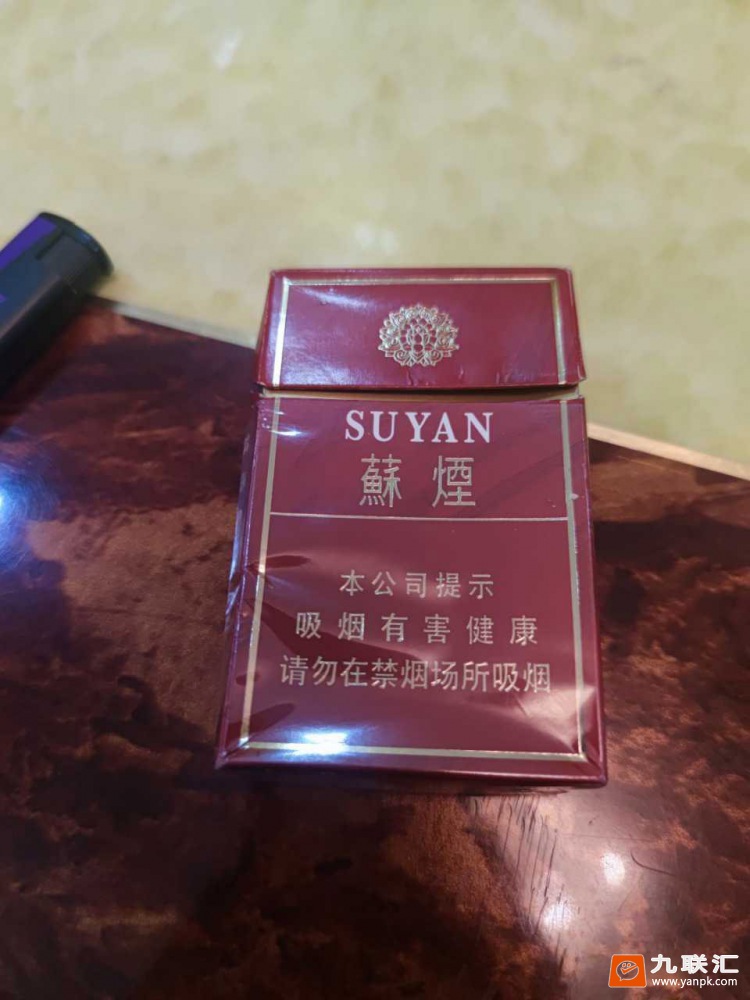 SUYAN
蘇煙
本公司提示
吸烟有害健康
请勿在禁烟场所吸烟
九联汇
www.yanpk.com